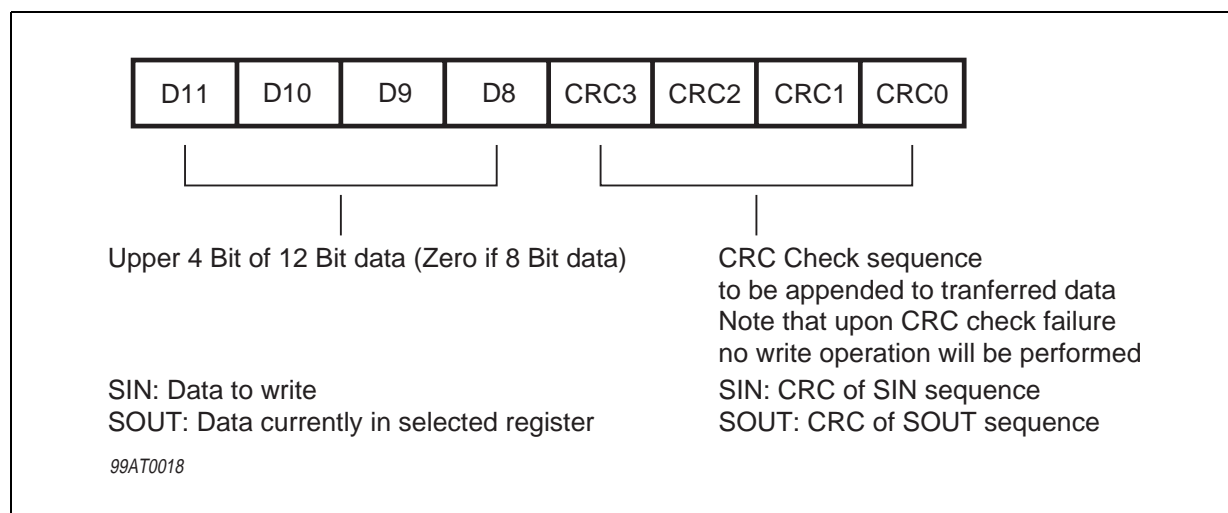 D11 D10 D9 D8 CRC3 CRC2 CRC1 CRC0
Upper 4 Bit of 12 Bit data (Zero if 8 Bit data)
CRC Check sequence
to be appended to tranferred data
Note that upon CRC check failure
no write operation will be performed
SIN: Data to write
SOUT: Data currently in selected register
SIN: CRC of SIN sequence
SOUT: CRC of SOUT sequence
99AT0018